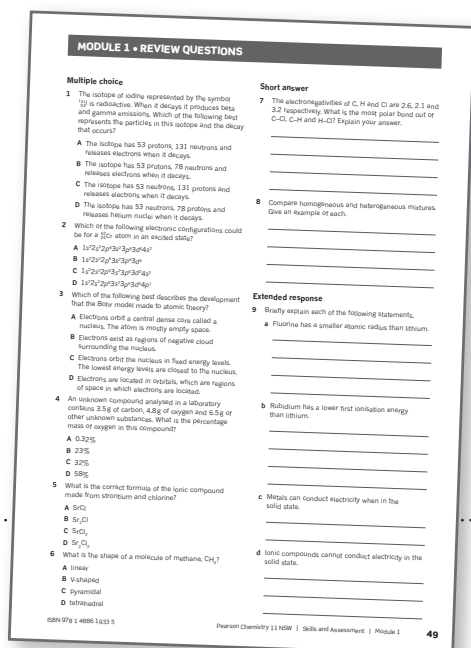 MODULE 1 • REVIEW QUESTIONS
Multiple choice
1 The isotope of iodine represented by the symbol
¹³¹₅₃I is radioactive. When it decays it produces beta
and gamma emissions. Which of the following best
represents the particles in this isotope and the decay
that occurs?
A The isotope has 53 protons, 131 neutrons and
releases electrons when it decays.
B The isotope has 53 protons, 78 neutrons and
releases electrons when it decays.
C The isotope has 53 neutrons, 131 protons and
releases electrons when it decays.
D The isotope has 53 neutrons, 78 protons and
releases helium nuclei when it decays.
2 Which of the following electronic configurations could
be for a Cr atom in an excited state?
A 1s²2s²2p⁶3s²3p⁶3d⁴4s²
B 1s²2s²2p⁶3s²3p⁶3d⁶
C 1s²2s²2p⁶3s²3p⁶3d⁴4s²
D 1s²2s²2p⁶3s²3p⁶3d⁵4p¹
3 Which of the following best describes the development
that the Bohr model made to atomic theory?
A Electrons orbit a central dense core called a
nucleus. The atom is mostly empty space.
B Electrons exist as regions of negative cloud
surrounding the nucleus.
C Electrons orbit the nucleus in fixed energy levels.
The lowest energy levels are closest to the nucleus.
D Electrons are located in orbitals, which are regions
of space in which electrons are located.
4 An unknown compound analysed in a laboratory
contains 3.5 g of carbon, 4.8 g of oxygen and 6.5 g of
other unknown substances. What is the percentage
mass of oxygen in this compound?
A 0.32%
B 23%
C 32%
D 58%
5 What is the correct formula of the ionic compound
made from strontium and chlorine?
A SrCl
B Sr₂Cl
C SrCl₂
D Sr₂Cl₂
6 What is the shape of a molecule of methane, CH₄?
A linear
B V-shaped
C pyramidal
D tetrahedral
Short answer
7 The electronegativities of C, H and Cl are 2.6, 2.1 and
3.2 respectively. What is the most polar bond out of
C–Cl, C–H and H–Cl? Explain your answer.
8 Compare homogeneous and heterogeneous mixtures.
Give an example of each.
Extended response
9 Briefly explain each of the following statements.
a Fluorine has a smaller atomic radius than lithium.
b Rubidium has a lower first ionisation energy
than lithium.
c Metals can conduct electricity when in the
solid state.
d Ionic compounds cannot conduct electricity in the
solid state.
ISBN 978 1 4886 1933 5
Pearson Chemistry 11 NSW | Skills and Assessment | Module 1
49